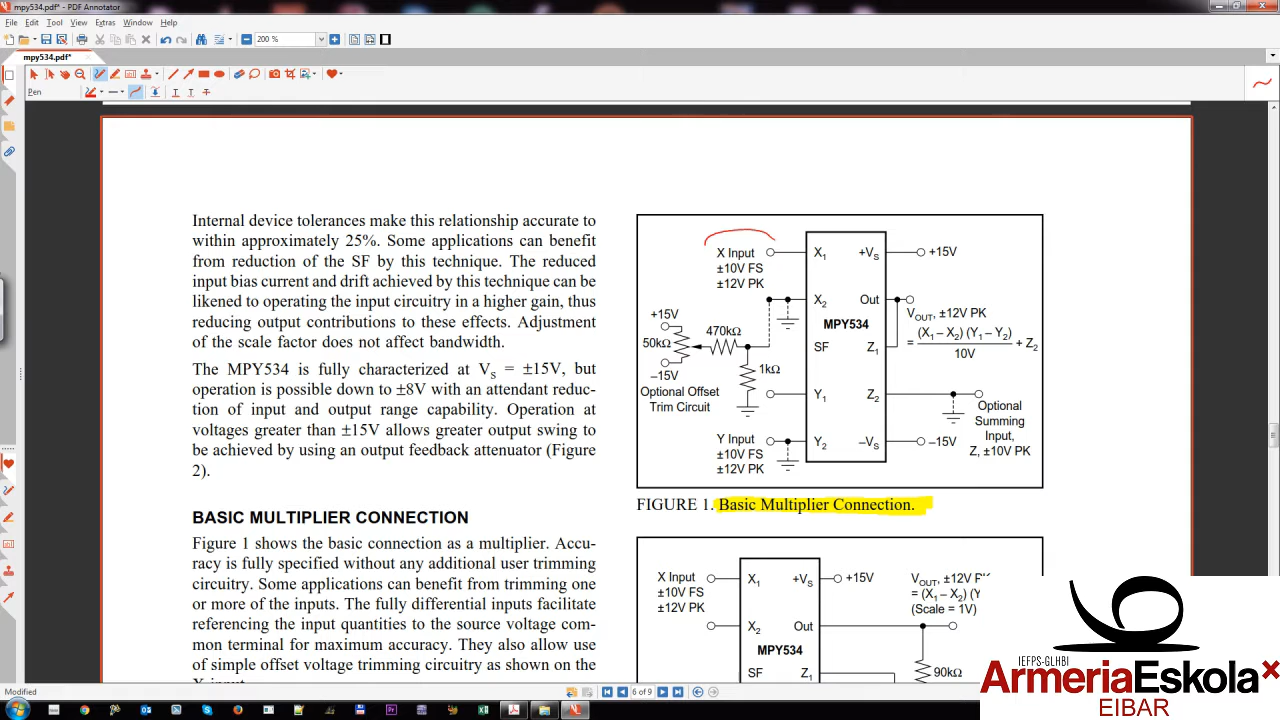 mpy534.pdf* - PDF Annotator
File Edit Tool View Extras Window Help
200 %
mpy534.pdf*
Pen
Internal device tolerances make this relationship accurate to
within approximately 25%. Some applications can benefit
from reduction of the SF by this technique. The reduced
input bias current and drift achieved by this technique can be
likened to operating the input circuitry in a higher gain, thus
reducing output contributions to these effects. Adjustment
of the scale factor does not affect bandwidth.
The MPY534 is fully characterized at VS = ±15V, but
operation is possible down to ±8V with an attendant reduc-
tion of input and output range capability. Operation at
voltages greater than ±15V allows greater output swing to
be achieved by using an output feedback attenuator (Figure
2).
BASIC MULTIPLIER CONNECTION
Figure 1 shows the basic connection as a multiplier. Accu-
racy is fully specified without any additional user trimming
circuitry. Some applications can benefit from trimming one
or more of the inputs. The fully differential inputs facilitate
referencing the input quantities to the source voltage com-
mon terminal for maximum accuracy. They also allow use
of simple offset voltage trimming circuitry as shown on the
X Input
±10V FS
±12V PK
X1
+VS
+15V
X2
Out
MPY534
VOUT, ±12V PK
= (X1 – X2) (Y1 – Y2)
10V
+ Z2
+15V
50kΩ
–15V
470kΩ
1kΩ
Optional Offset
Trim Circuit
SF
Z1
Y1
Z2
Optional
Summing
Input,
Z, ±10V PK
Y Input
±10V FS
±12V PK
Y2
–VS
–15V
FIGURE 1. Basic Multiplier Connection.
X Input
±10V FS
±12V PK
X1
+VS
+15V
VOUT, ±12V
= (X1 – X2) (Y
(Scale = 1V)
X2
Out
MPY534
SF
Z1
90kΩ
IEFPS-GLHBI
ArmeriaEskola
EIBAR
Modified
6 of 9